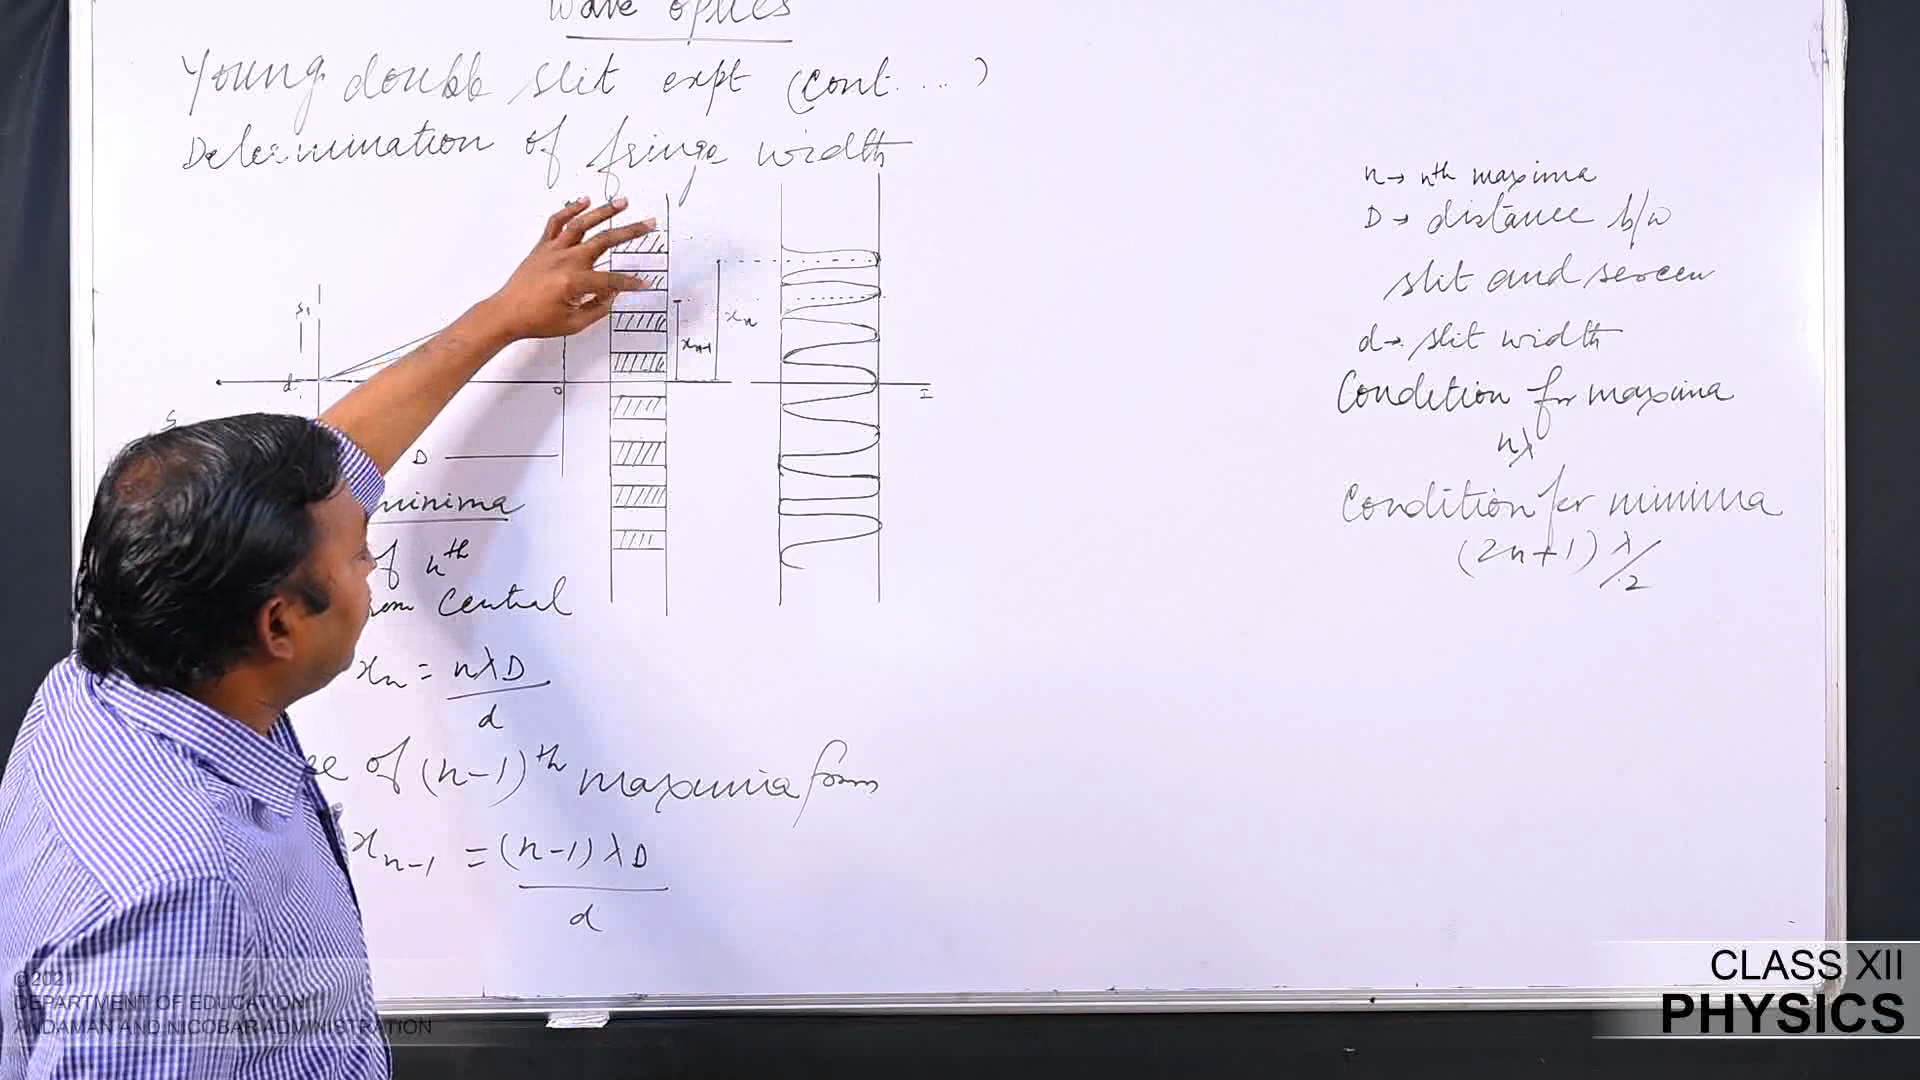 Wave optics
Young double slit expt (cont....)
Determination of fringe width
S1
d
O
D
xn
xn-1
I
minima
of nth
from central
xn = nλD
d
of (n-1)th maxima form
xn-1 = (n-1)λD
d
n→ nth maxima
D→ distance b/w
slit and screen
d→ slit width
Condition for maxima
nλ
Condition for minima
(2n+1) λ/2
©2021
DEPARTMENT OF EDUCATION
ANDAMAN AND NICOBAR ADMINISTRATION
CLASS XII
PHYSICS